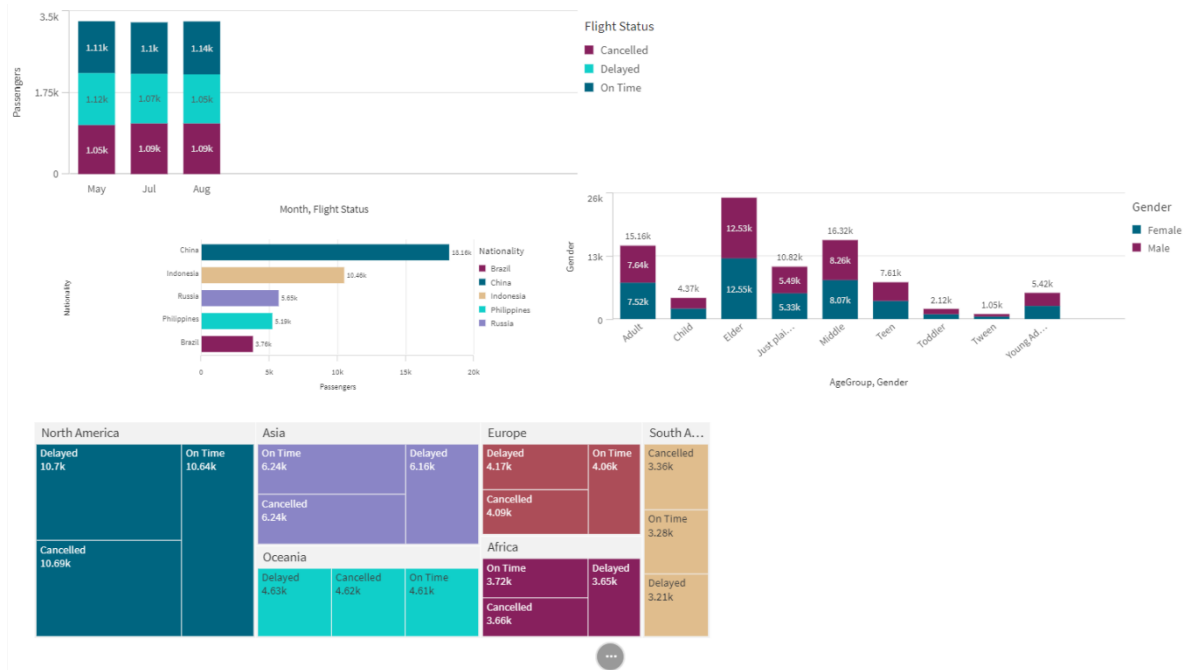 3.5k
1.75k
0
Passengers
1.11k
1.1k
1.14k
1.12k
1.07k
1.05k
1.05k
1.09k
1.09k
May
Jul
Aug
Month, Flight Status
Flight Status
Cancelled
Delayed
On Time
Nationality
China
Indonesia
Russia
Philippines
Brazil
18.16k
10.46k
5.65k
5.19k
3.76k
0
5k
10k
15k
20k
Passengers
Nationality
Brazil
China
Indonesia
Philippines
Russia
Gender
26k
13k
0
15.16k
7.64k
7.52k
4.37k
12.53k
12.55k
10.82k
5.49k
5.33k
16.32k
8.26k
8.07k
7.61k
2.12k
1.05k
5.42k
Adult
Child
Elder
Just plai...
Middle
Teen
Toddler
Tween
Young Ad...
AgeGroup, Gender
Gender
Female
Male
North America
Delayed
10.7k
On Time
10.64k
Cancelled
10.69k
Asia
On Time
6.24k
Delayed
6.16k
Cancelled
6.24k
Oceania
Delayed
4.63k
Cancelled
4.62k
On Time
4.61k
Europe
Delayed
4.17k
On Time
4.06k
Cancelled
4.09k
Africa
On Time
3.72k
Delayed
3.65k
Cancelled
3.66k
South A...
Cancelled
3.36k
On Time
3.28k
Delayed
3.21k